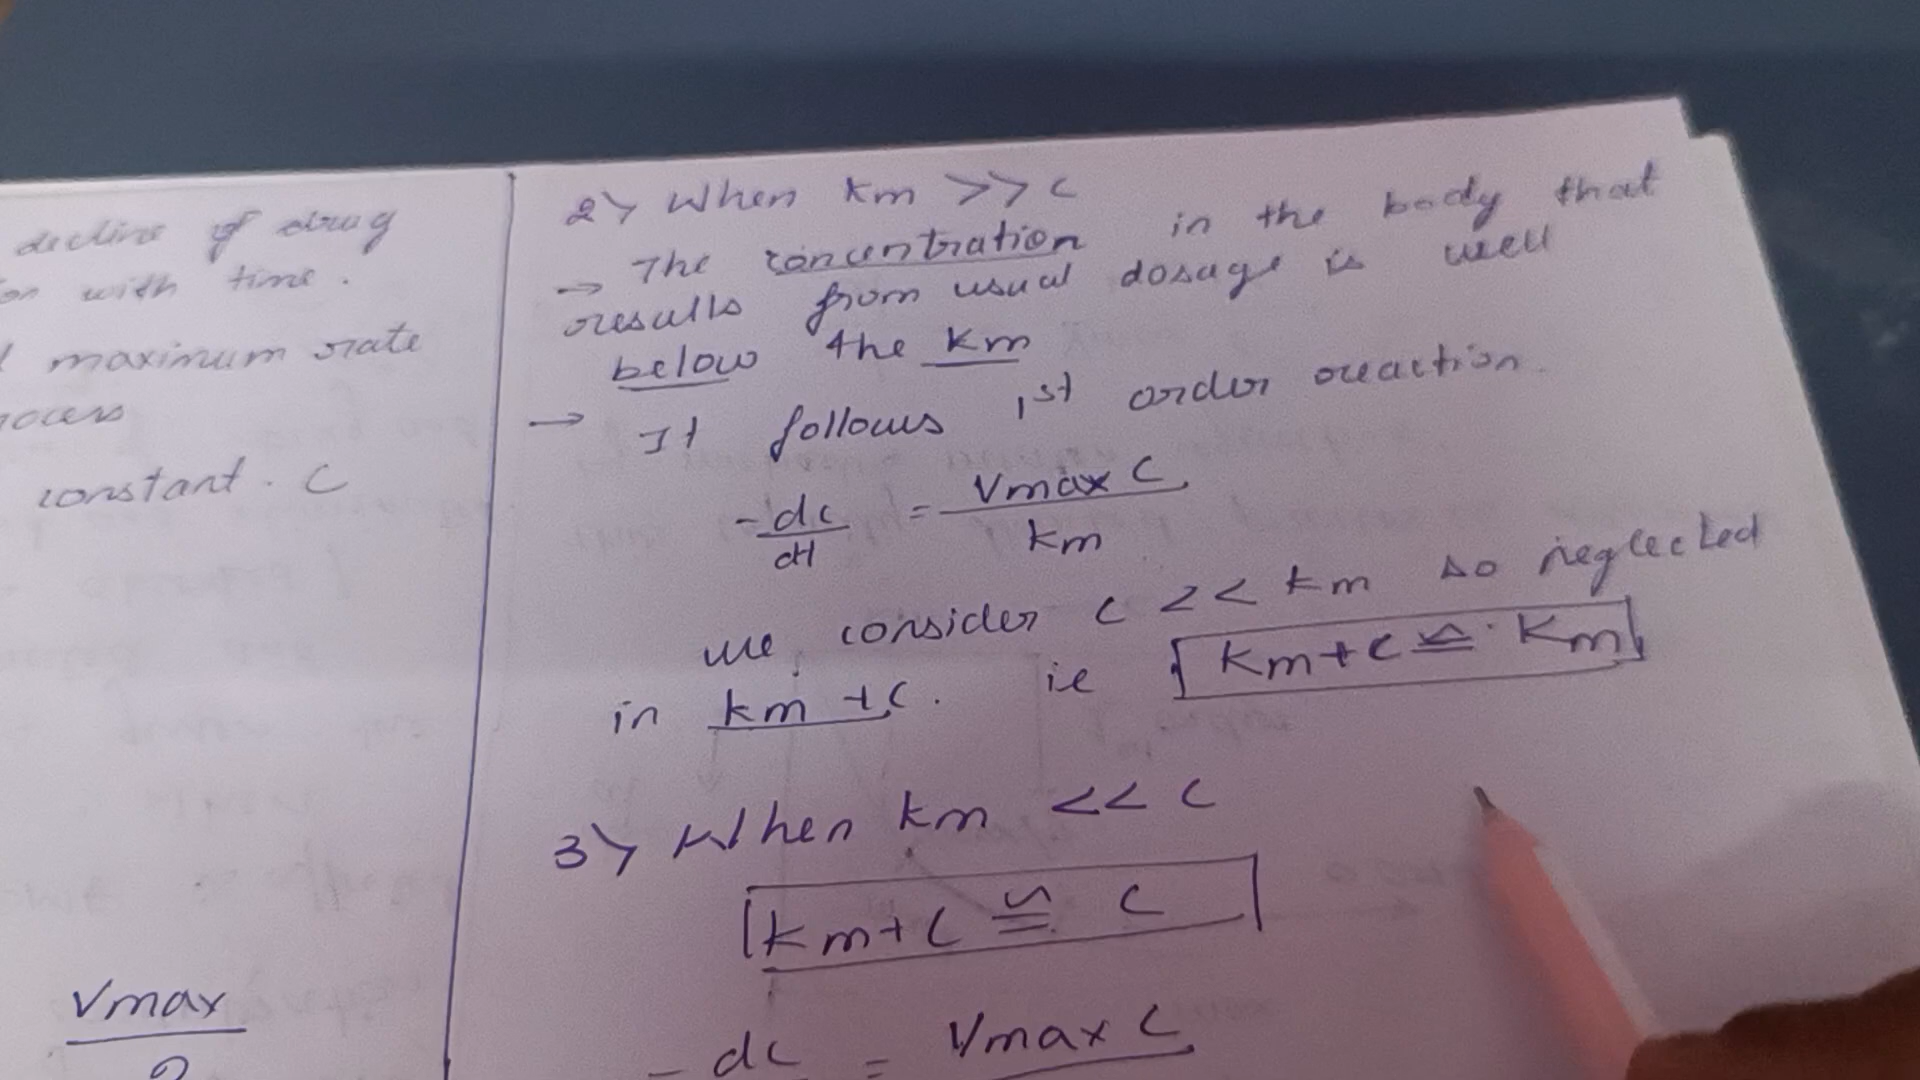 decline of drug
with time.
maximum rate
constant. C
Vmax
2> When km >> C
→ The concentration in the body that
results from usual dosage is well
below the km
→ It follows 1st order reaction.
-dc/dt = Vmax C/km
we consider C << km so neglected
in km + C. ie km + C ≅ km
3> When km << C
km + C ≅ C
- dc = Vmax C